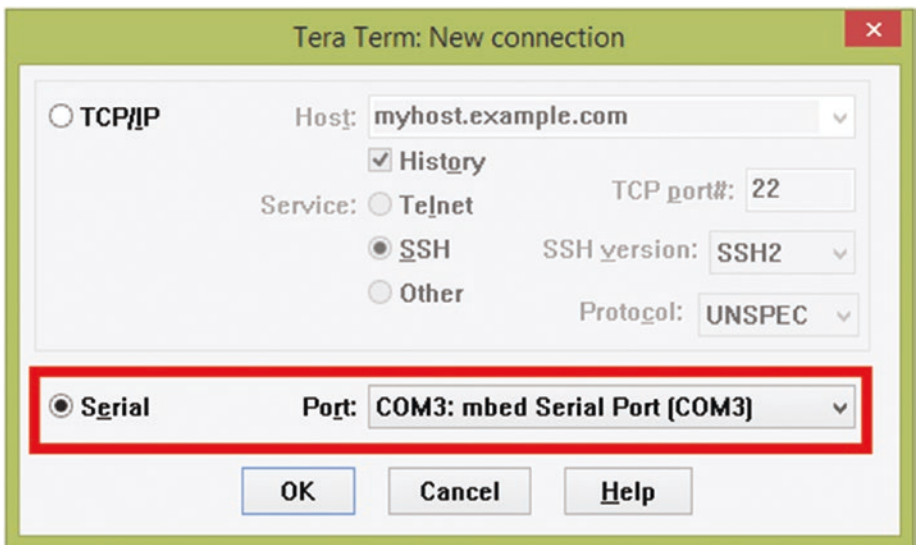 Tera Term: New connection
TCP/IP
Host: myhost.example.com
History
Service: Telnet
TCP port#: 22
SSH
SSH version: SSH2
Other
Protocol: UNSPEC
Serial
Port: COM3: mbed Serial Port (COM3)
OK
Cancel
Help